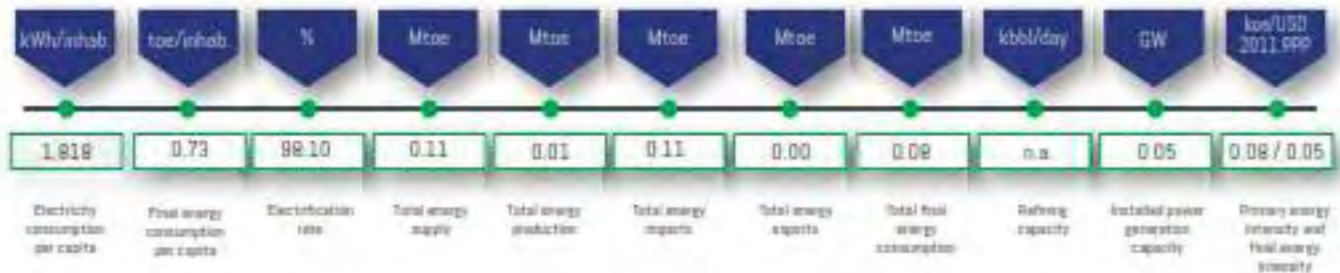 kWh/inhab.
toe/inhab.
%
Mtoe
Mtoe
Mtoe
Mtoe
Mtoe
kbbl/day
GW
koe/USD
2011 PPP
1,818
0.73
98.10
0.11
0.01
0.11
0.00
0.08
n.a.
0.05
0.08 / 0.05
Electricity
consumption
per capita
Final energy
consumption
per capita
Electrification
rate
Total energy
supply
Total energy
production
Total energy
imports
Total energy
exports
Total final
energy
consumption
Refining
capacity
Installed power
generation
capacity
Primary energy
intensity and
final energy
intensity